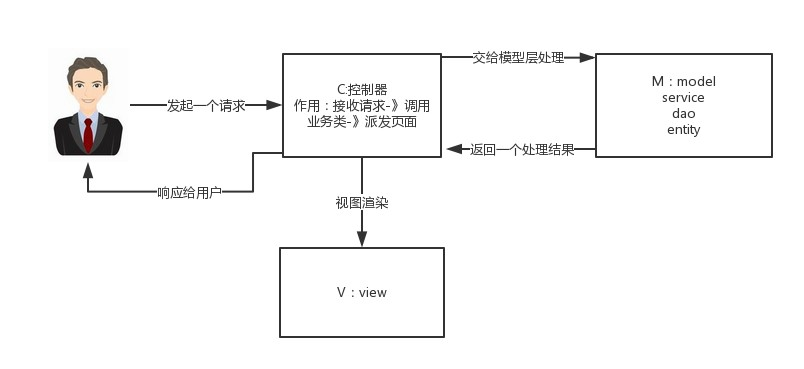 C:控制器
作用：接收请求-》调用
业务类-》派发页面
交给模型层处理
M：model
service
dao
entity
发起一个请求
返回一个处理结果
响应给用户
视图渲染
V：view